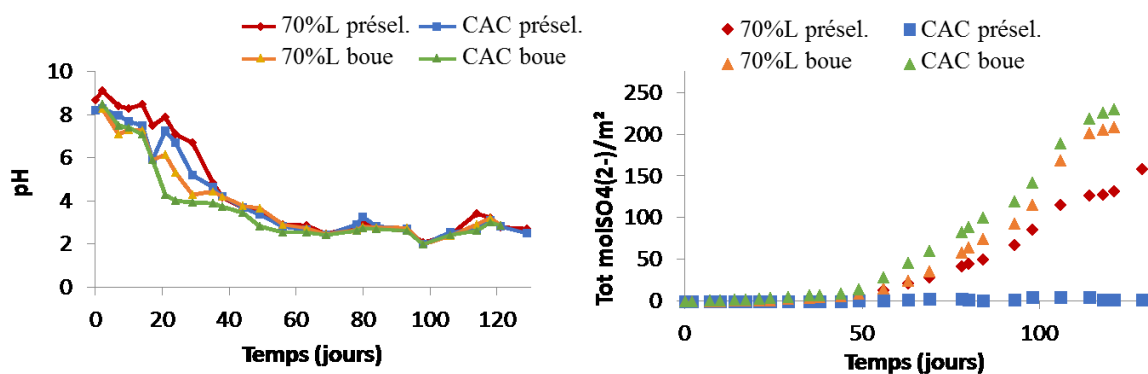 70%L présel. CAC présel.
70%L boue CAC boue
pH
10
8
6
4
2
0
0 20 40 60 80 100 120
Temps (jours)
70%L présel. CAC présel.
70%L boue CAC boue
Tot molSO4(2-)/m²
250
200
150
100
50
0
0 50 100
Temps (jours)